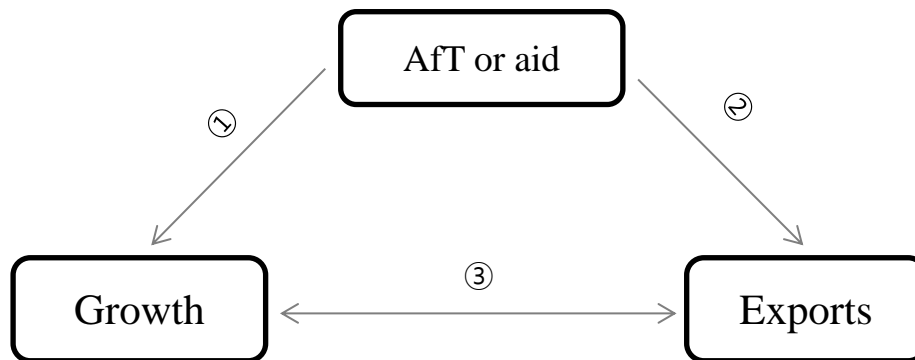 AfT or aid
①
②
③
Growth
Exports